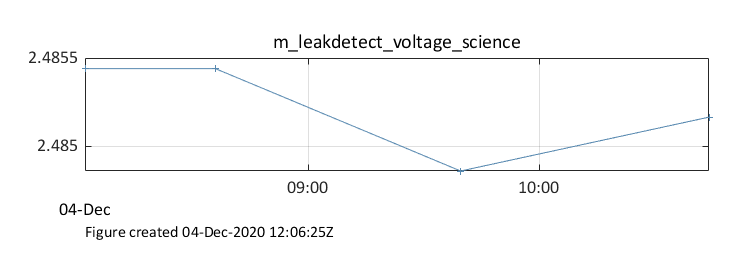 m_leakdetect_voltage_science
2.4855
2.485
09:00
10:00
04-Dec
Figure created 04-Dec-2020 12:06:25Z